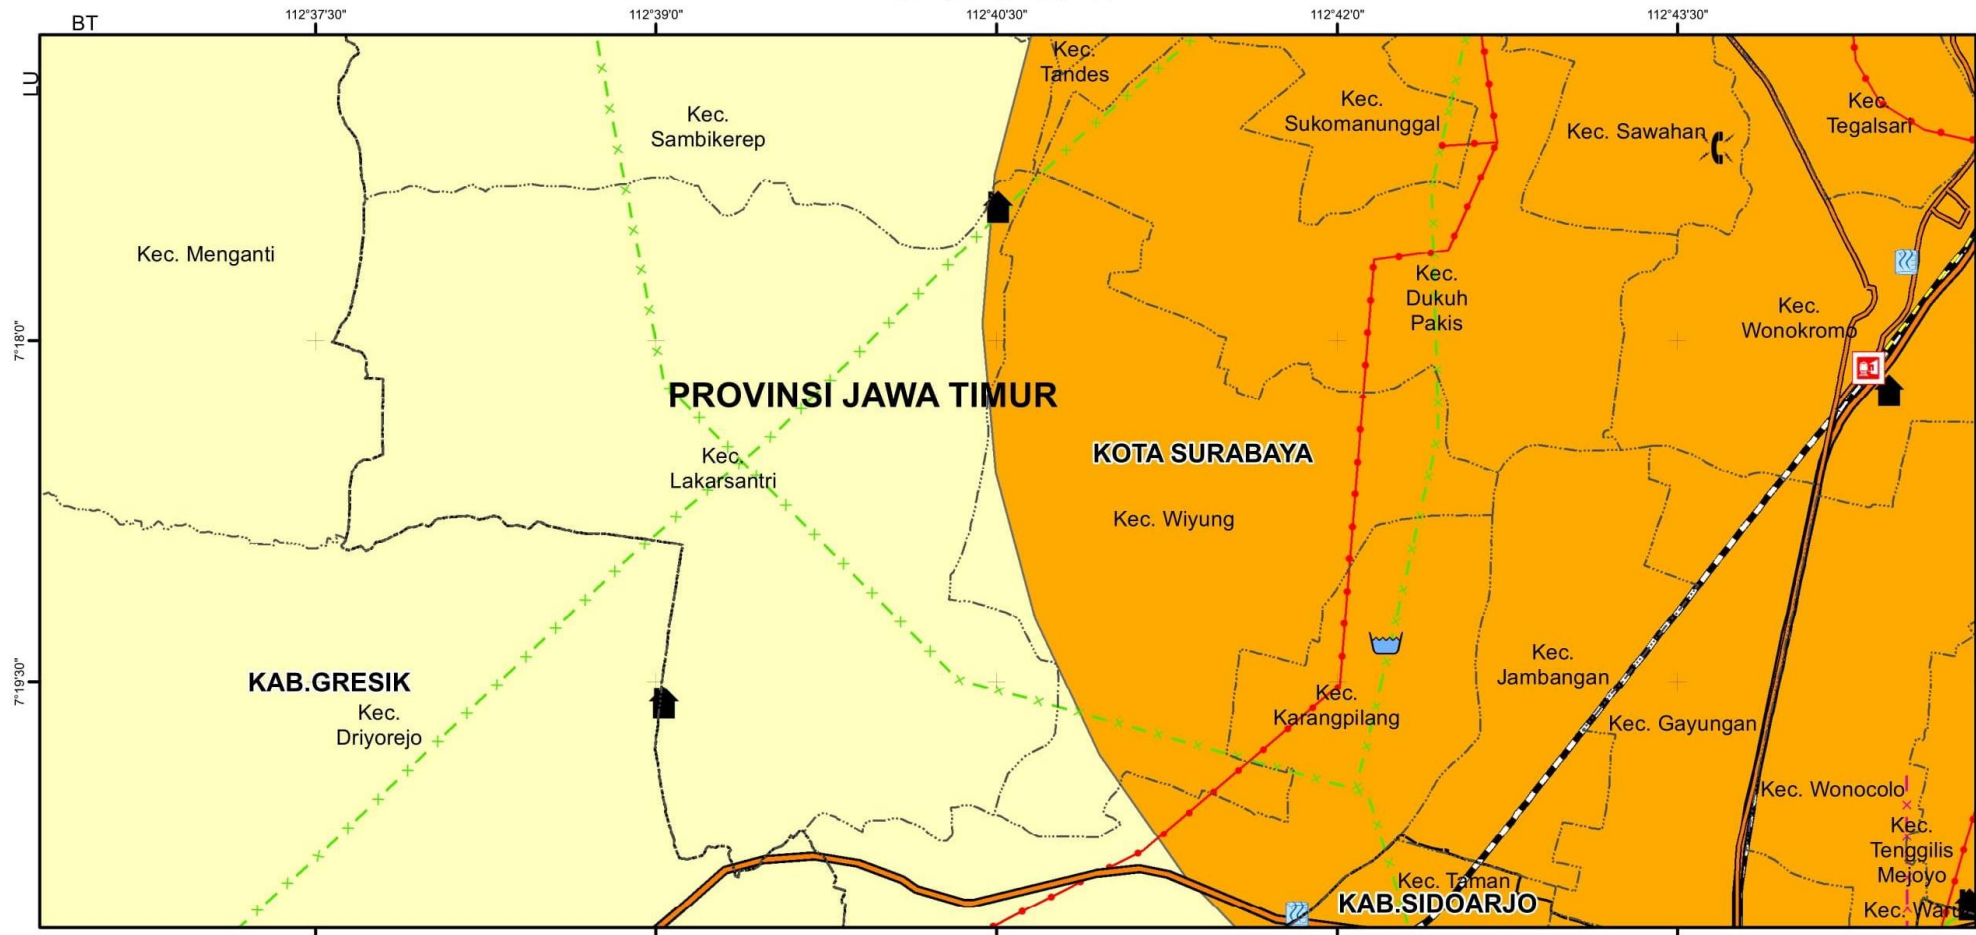 112°37'30"
112°39'0"
112°40'30"
112°42'0"
112°43'30"
BT
LU
Kec.
Tandes
Kec.
Sambikerep
Kec.
Sukomanunggal
Kec. Sawahan
Kec.
Tegalsari
Kec. Menganti
Kec.
Dukuh
Pakis
Kec.
Wonokromo
7°18'0"
PROVINSI JAWA TIMUR
KOTA SURABAYA
Kec.
Lakarsantri
Kec. Wiyung
7°19'30"
KAB.GRESIK
Kec.
Driyorejo
Kec.
Karangpilang
Kec.
Jambangan
Kec. Gayungan
Kec. Wonocolo
Kec.
Tenggilis
Mejoyo
Kec. Taman
KAB.SIDOARJO
Kec. Waru